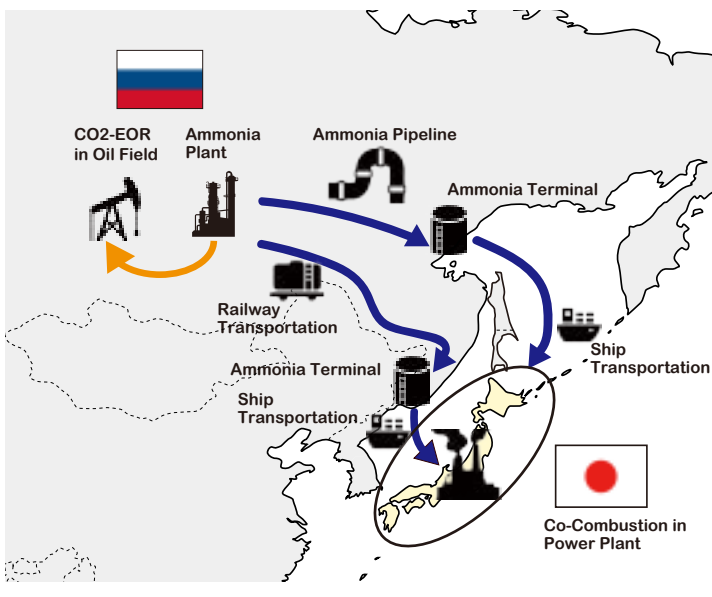 CO2-EOR
in Oil Field
Ammonia
Plant
Ammonia Pipeline
Ammonia Terminal
Railway
Transportation
Ship
Transportation
Ammonia Terminal
Ship
Transportation
Co-Combustion in
Power Plant